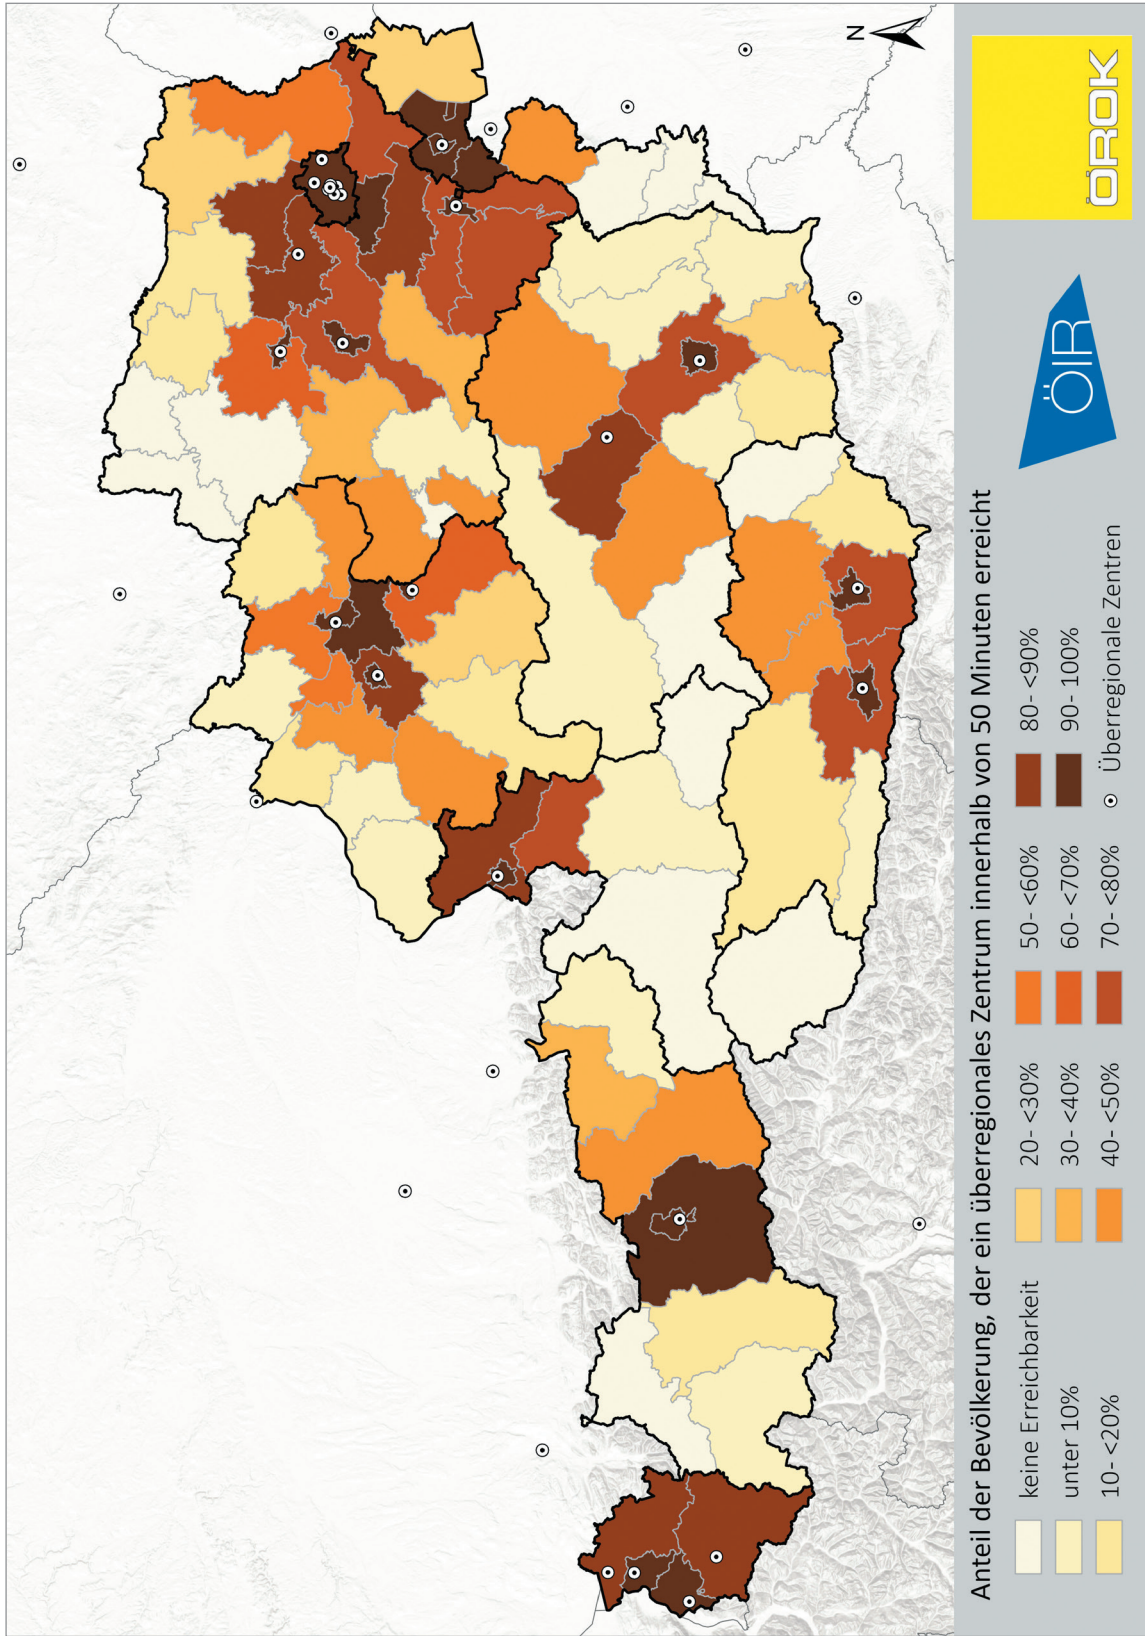 N
Anteil der Bevölkerung, der ein überregionales Zentrum innerhalb von 50 Minuten erreicht
keine Erreichbarkeit
unter 10%
10- <20%
20- <30%
30- <40%
40- <50%
50- <60%
60- <70%
70- <80%
80- <90%
90- 100%
Überregionale Zentren
ÖIR
ÖROK